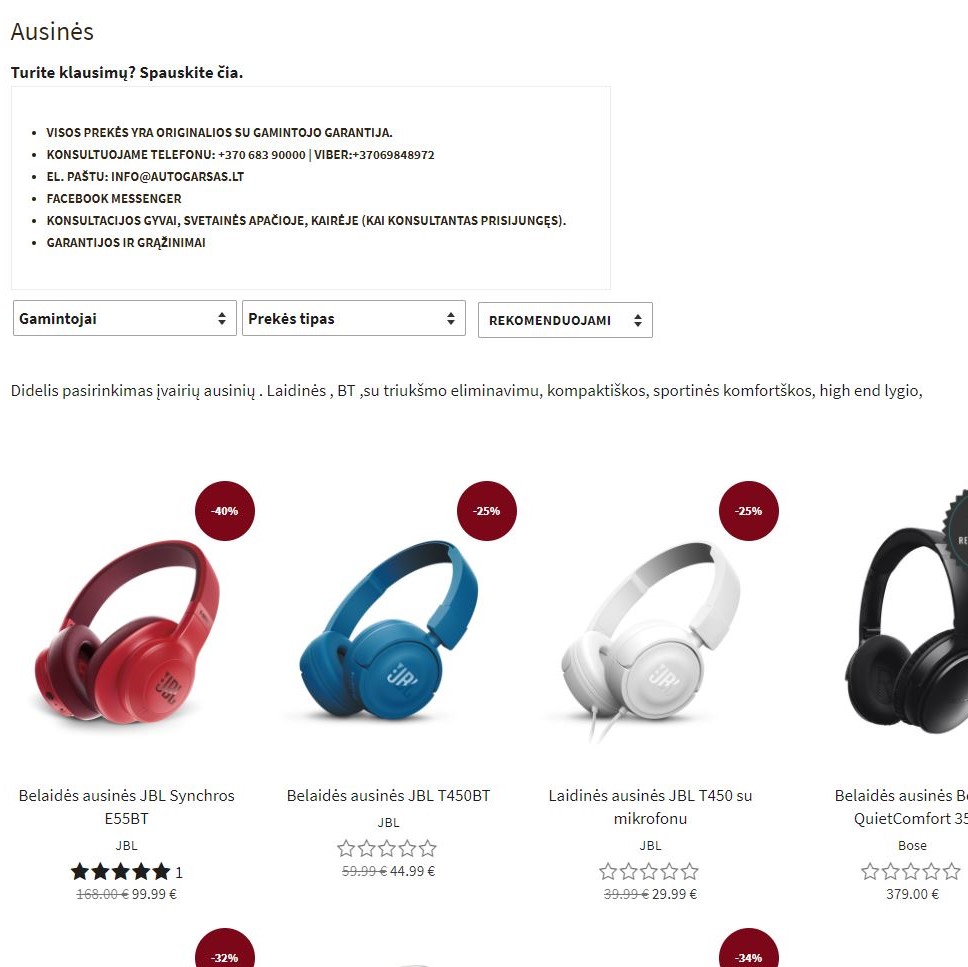 Ausinės
Turite klausimų? Spauskite čia.
VISOS PREKĖS YRA ORIGINALIOS SU GAMINTOJO GARANTIJA.
KONSULTUOJAME TELEFONU: +370 683 90000 | VIBER:+37069848972
EL. PAŠTU: INFO@AUTOGARSAS.LT
FACEBOOK MESSENGER
KONSULTACIJOS GYVAI, SVETAINĖS APAČIOJE, KAIRĖJE (KAI KONSULTANTAS PRISIJUNGĘS).
GARANTIJOS IR GRĄŽINIMAI
Gamintojai Prekės tipas REKOMENDUOJAMI
Didelis pasirinkimas įvairių ausinių . Laidinės , BT ,su triukšmo eliminavimu, kompaktiškos, sportinės komfortškos, high end lygio,
-40% -25% -25%
JBL JBL JBL
Belaidės ausinės JBL Synchros
E55BT
JBL
1
168.00 € 99.99 €
Belaidės ausinės JBL T450BT
JBL
59.99 € 44.99 €
Laidinės ausinės JBL T450 su
mikrofonu
JBL
39.99 € 29.99 €
Belaidės ausinės
QuietComfort 35
Bose
379.00 €
-32% -34%